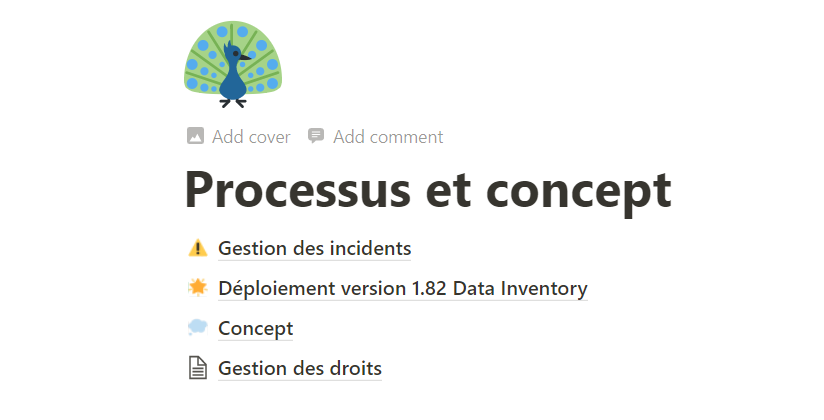 Add cover Add comment
Processus et concept
Gestion des incidents
Déploiement version 1.82 Data Inventory
Concept
Gestion des droits